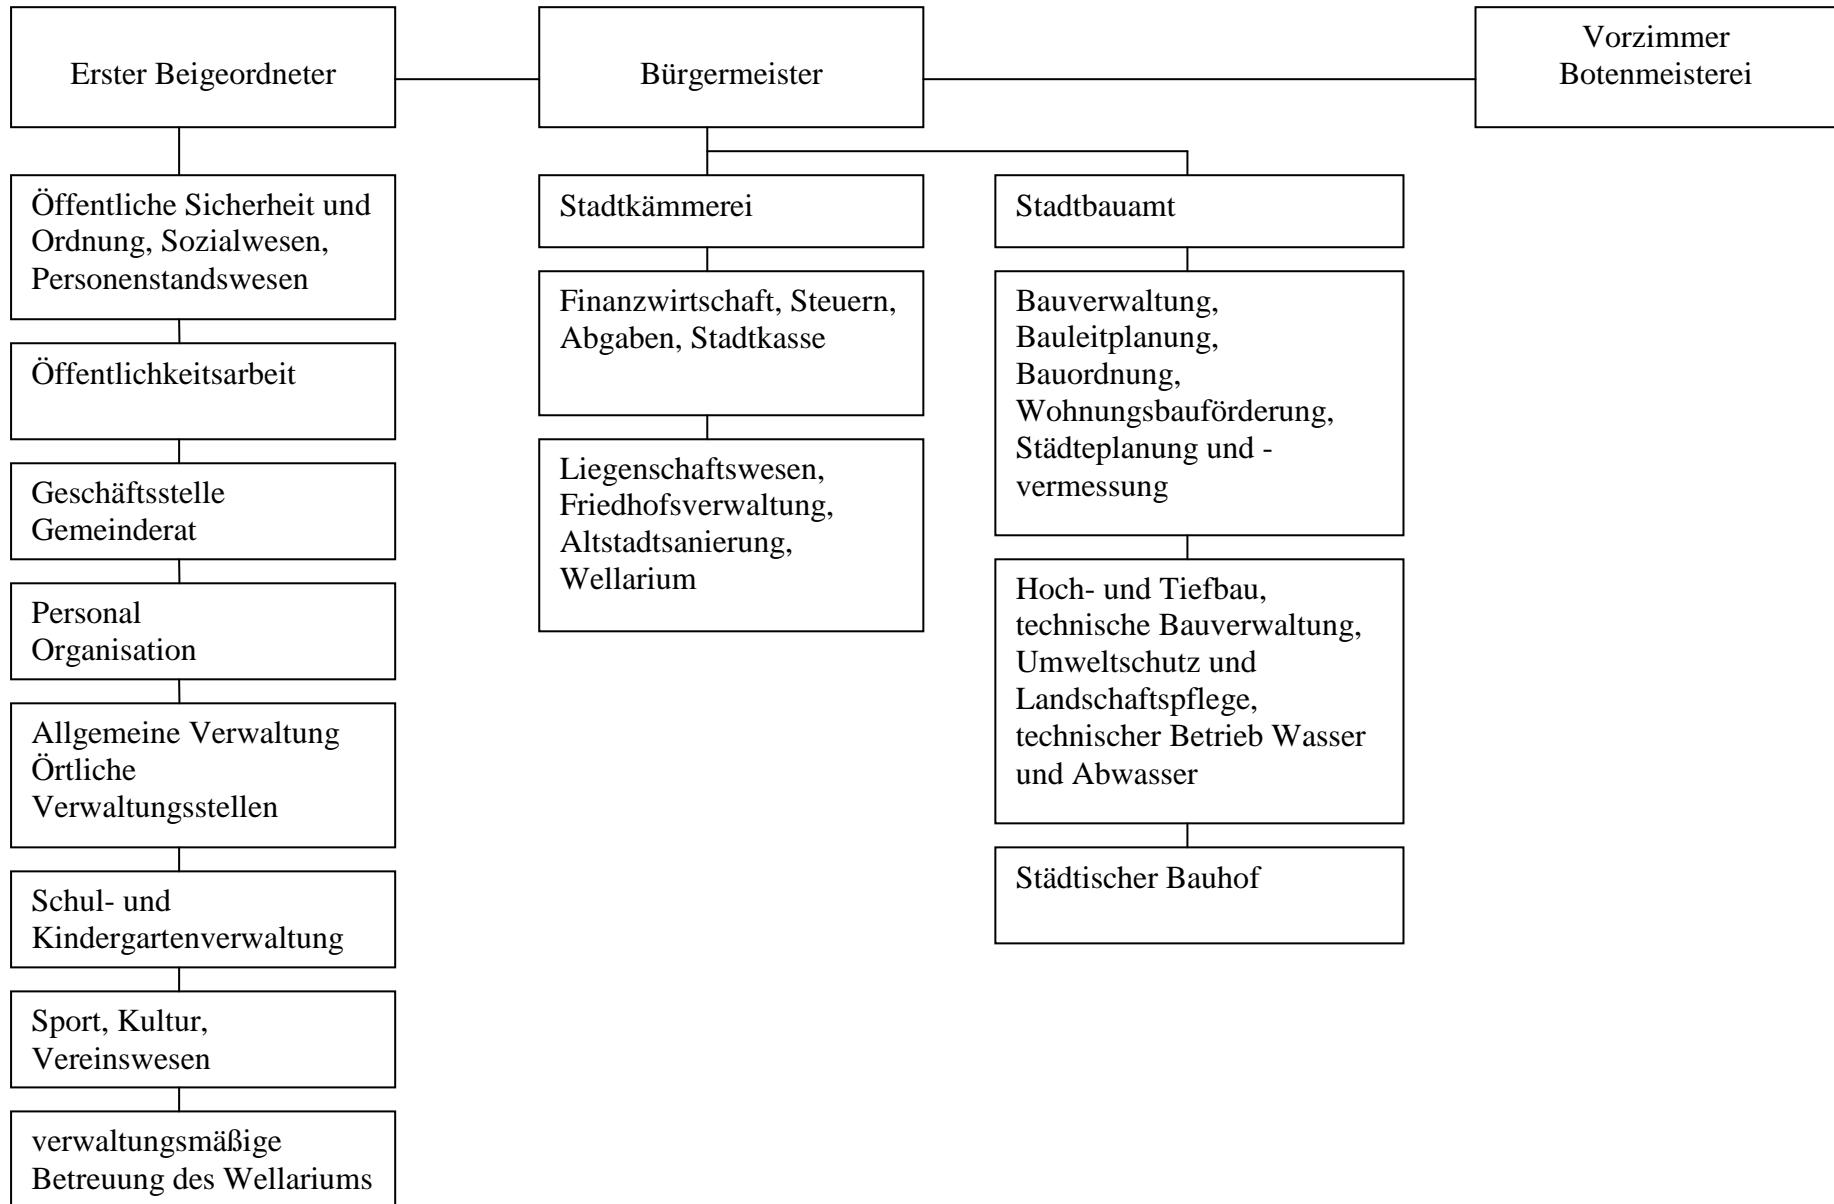 Erster Beigeordneter
Bürgermeister
Vorzimmer
Botenmeisterei
Öffentliche Sicherheit und
Ordnung, Sozialwesen,
Personenstandswesen
Öffentlichkeitsarbeit
Geschäftsstelle
Gemeinderat
Personal
Organisation
Allgemeine Verwaltung
Örtliche
Verwaltungsstellen
Schul- und
Kindergartenverwaltung
Sport, Kultur,
Vereinswesen
verwaltungsmäßige
Betreuung des Wellariums
Stadtkämmerei
Finanzwirtschaft, Steuern,
Abgaben, Stadtkasse
Liegenschaftswesen,
Friedhofsverwaltung,
Altstadtsanierung,
Wellarium
Stadtbauamt
Bauverwaltung,
Bauleitplanung,
Bauordnung,
Wohnungsbauförderung,
Städteplanung und -
vermessung
Hoch- und Tiefbau,
technische Bauverwaltung,
Umweltschutz und
Landschaftspflege,
technischer Betrieb Wasser
und Abwasser
Städtischer Bauhof